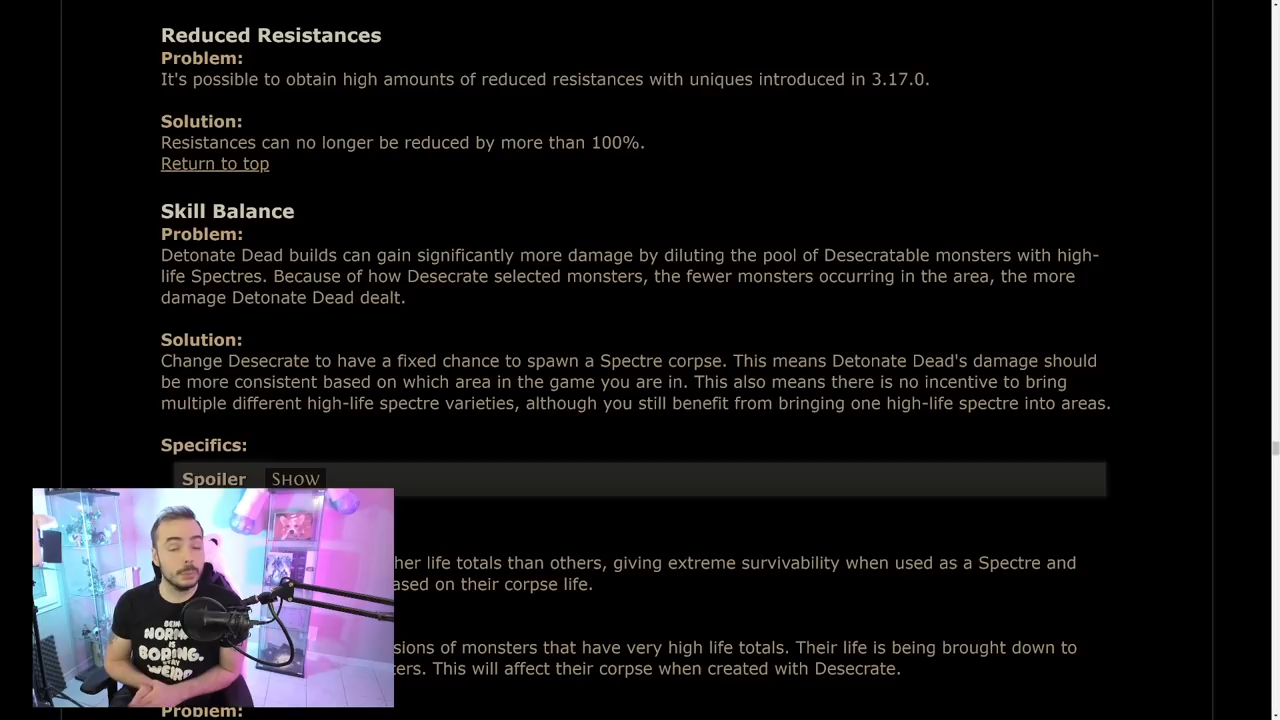 Reduced Resistances
Problem:
It's possible to obtain high amounts of reduced resistances with uniques introduced in 3.17.0.
Solution:
Resistances can no longer be reduced by more than 100%.
Return to top
Skill Balance
Problem:
Detonate Dead builds can gain significantly more damage by diluting the pool of Desecratable monsters with high-
life Spectres. Because of how Desecrate selected monsters, the fewer monsters occurring in the area, the more
damage Detonate Dead dealt.
Solution:
Change Desecrate to have a fixed chance to spawn a Spectre corpse. This means Detonate Dead's damage should
be more consistent based on which area in the game you are in. This also means there is no incentive to bring
multiple different high-life spectre varieties, although you still benefit from bringing one high-life spectre into areas.
Specifics:
Spoiler SHOW
her life totals than others, giving extreme survivability when used as a Spectre and
ased on their corpse life.
sions of monsters that have very high life totals. Their life is being brought down to
ters. This will affect their corpse when created with Desecrate.
Problem:
BEING
NORMAL
IS
BORING.
STAY
WEIRD